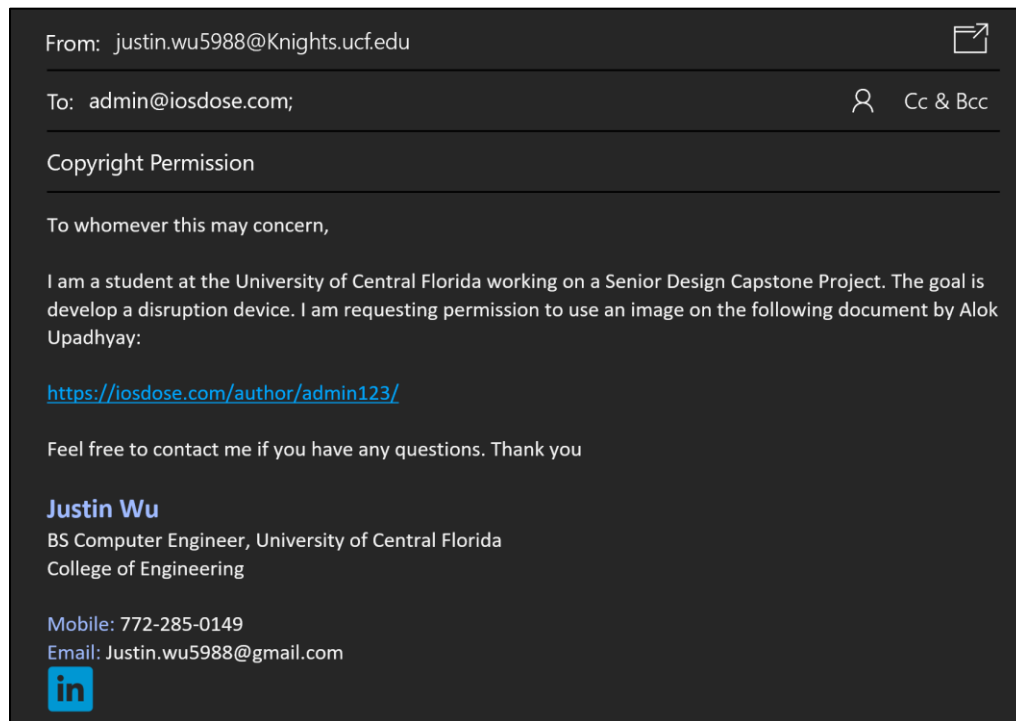 From: justin.wu5988@Knights.ucf.edu
To: admin@iosdose.com;
Cc & Bcc
Copyright Permission
To whomever this may concern,
I am a student at the University of Central Florida working on a Senior Design Capstone Project. The goal is
develop a disruption device. I am requesting permission to use an image on the following document by Alok
Upadhyay:
https://iosdose.com/author/admin123/
Feel free to contact me if you have any questions. Thank you
Justin Wu
BS Computer Engineer, University of Central Florida
College of Engineering
Mobile: 772-285-0149
Email: Justin.wu5988@gmail.com
in